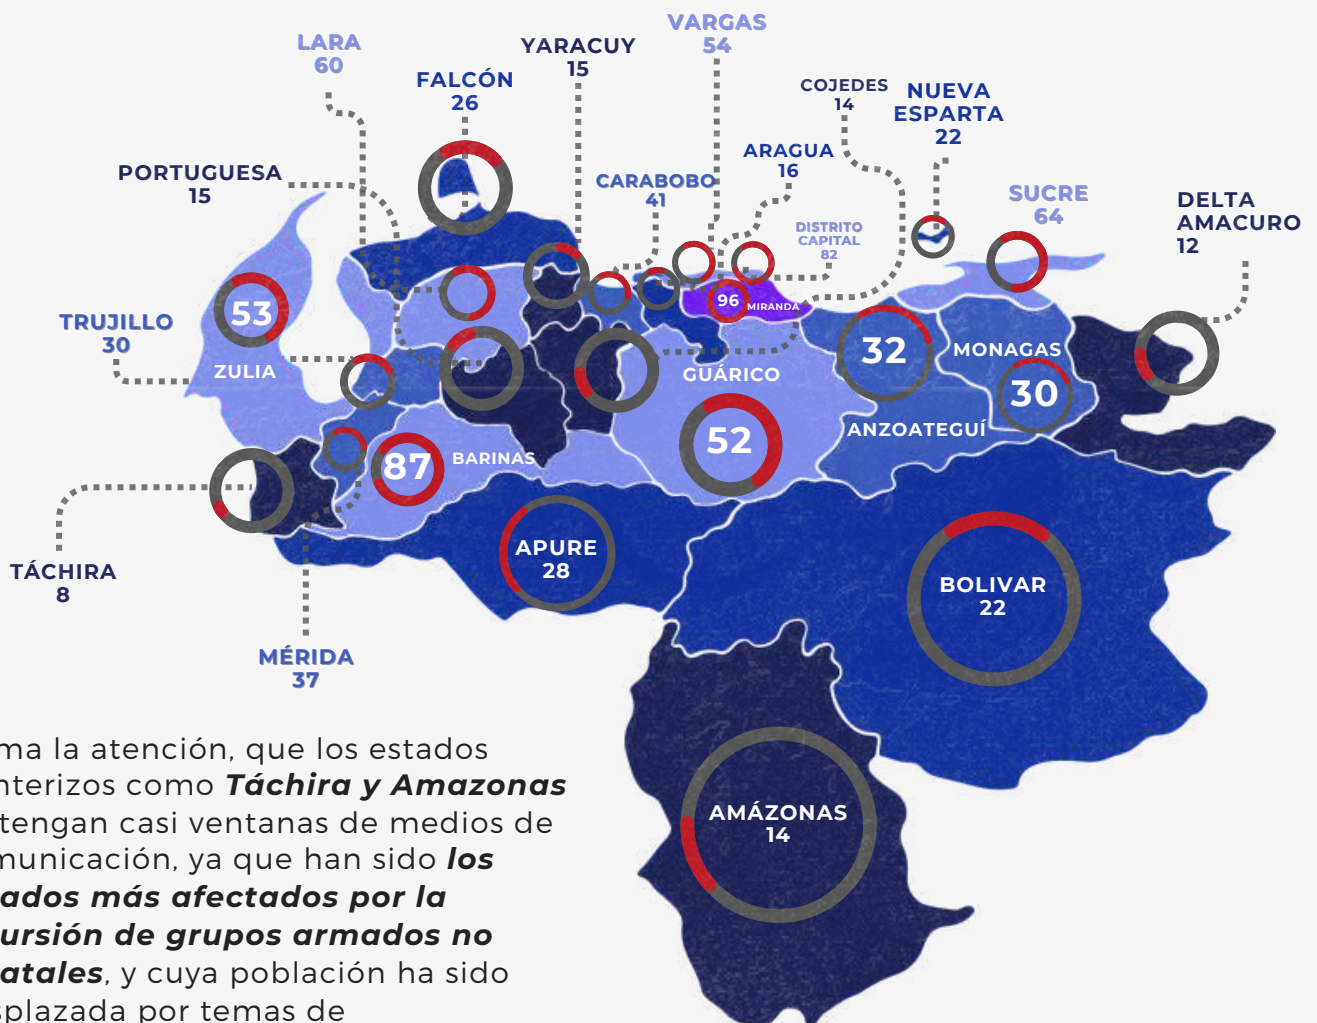 VARGAS
54
LARA
60
YARACUY
15
FALCÓN
26
COJEDES
14
NUEVA
ESPARTA
22
ARAGUA
16
PORTUGUESA
15
CARABOBO
41
SUCRE
64
DELTA
AMACURO
12
DISTRITO
CAPITAL
82
96
MIRANDA
53
ZULIA
TRUJILLO
30
32
MONAGAS
30
GUÁRICO
52
ANZOATEGUÍ
87
BARINAS
TÁCHIRA
8
APURE
28
BOLIVAR
22
MÉRIDA
37
AMÁZONAS
14
ma la atención, que los estados
nterizos como Táchira y Amazonas
tengan casi ventanas de medios de
municación, ya que han sido los
ados más afectados por la
ursión de grupos armados no
atales, y cuya población ha sido
splazada por temas de